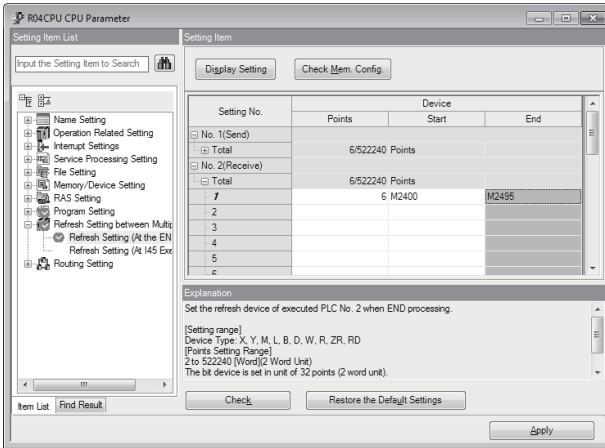 R04CPU CPU Parameter
Setting Item List
Input the Setting Item to Search
Name Setting
Operation Related Setting
Interrupt Settings
Service Processing Setting
File Setting
Memory/Device Setting
RAS Setting
Program Setting
Refresh Setting between Multip
Refresh Setting (At the EN
Refresh Setting (At I45 Exe
Routing Setting
Item List Find Result
Setting Item
Display Setting Check Mem. Config.
Setting No. Device
Points Start End
No. 1(Send)
Total 6/522240 Points
No. 2(Receive)
Total 6/522240 Points
1 6 M2400 M2495
2
3
4
5
6
Explanation
Set the refresh device of executed PLC No. 2 when END processing.
[Setting range]
Device Type: X, Y, M, L, B, D, W, R, ZR, RD
[Points Setting Range]
2 to 522240 [Word](2 Word Unit)
The bit device is set in unit of 32 points (2 word unit).
Check Restore the Default Settings
Apply